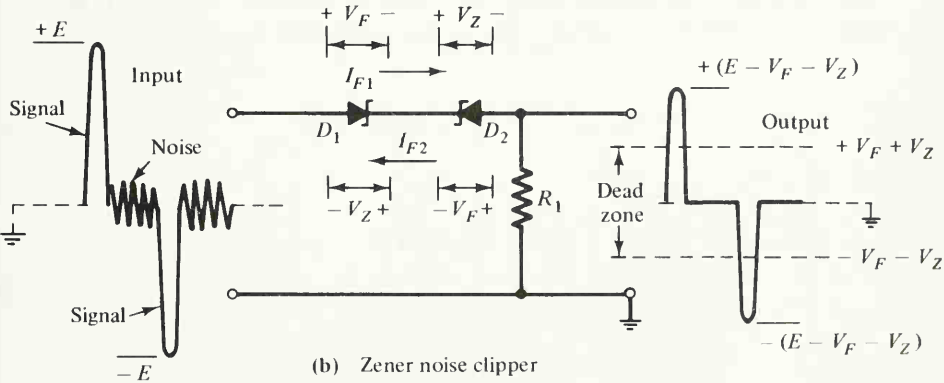 + V_F −
+ V_Z −
+ E
Input
I_F1
+ (E − V_F − V_Z)
Signal
Output
D_1
D_2
Noise
I_F2
+ V_F + V_Z
− V_Z +
− V_F +
R_1
Dead
zone
− V_F − V_Z
Signal
− E
− (E − V_F − V_Z)
(b) Zener noise clipper